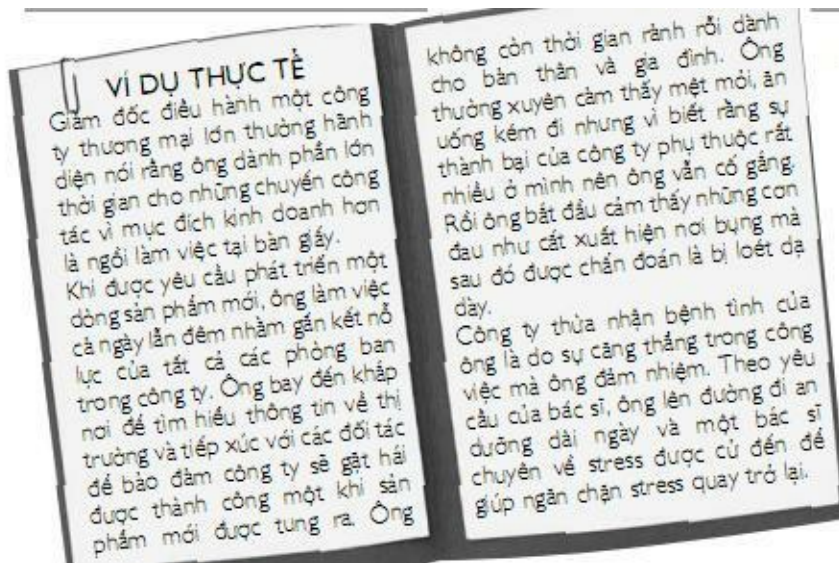 VÍ DỤ THỰC TẾ
Giám đốc điều hành một công
ty thương mại lớn thường hãnh
diện nói rằng ông dành phần lớn
thời gian cho những chuyến công
tác vì mục đích kinh doanh hơn
là ngồi làm việc tại bàn giấy.
Khi được yêu cầu phát triển một
dòng sản phẩm mới, ông làm việc
cả ngày lẫn đêm nhằm gắn kết nỗ
lực của tất cả các phòng ban
trong công ty. Ông bay đến khắp
nơi để tìm hiểu thông tin về thị
trường và tiếp xúc với các đối tác
để bảo đảm công ty sẽ gặt hái
được thành công một khi sản
phẩm mới được tung ra. Ông
không còn thời gian rảnh rỗi dành
cho bản thân và gia đình. Ông
thường xuyên cảm thấy mệt mỏi, ăn
uống kém đi nhưng vì biết rằng sự
thành bại của công ty phụ thuộc rất
nhiều ở mình nên ông vẫn cố gắng.
Rồi ông bắt đầu cảm thấy những cơn
đau như cắt xuất hiện nơi bụng mà
sau đó được chẩn đoán là bị loét dạ
dày.
Công ty thừa nhận bệnh tình của
ông là do sự căng thẳng trong công
việc mà ông đảm nhiệm. Theo yêu
cầu của bác sĩ, ông lên đường đi an
dưỡng dài ngày và một bác sĩ
chuyên về stress được cử đến để
giúp ngăn chặn stress quay trở lại.